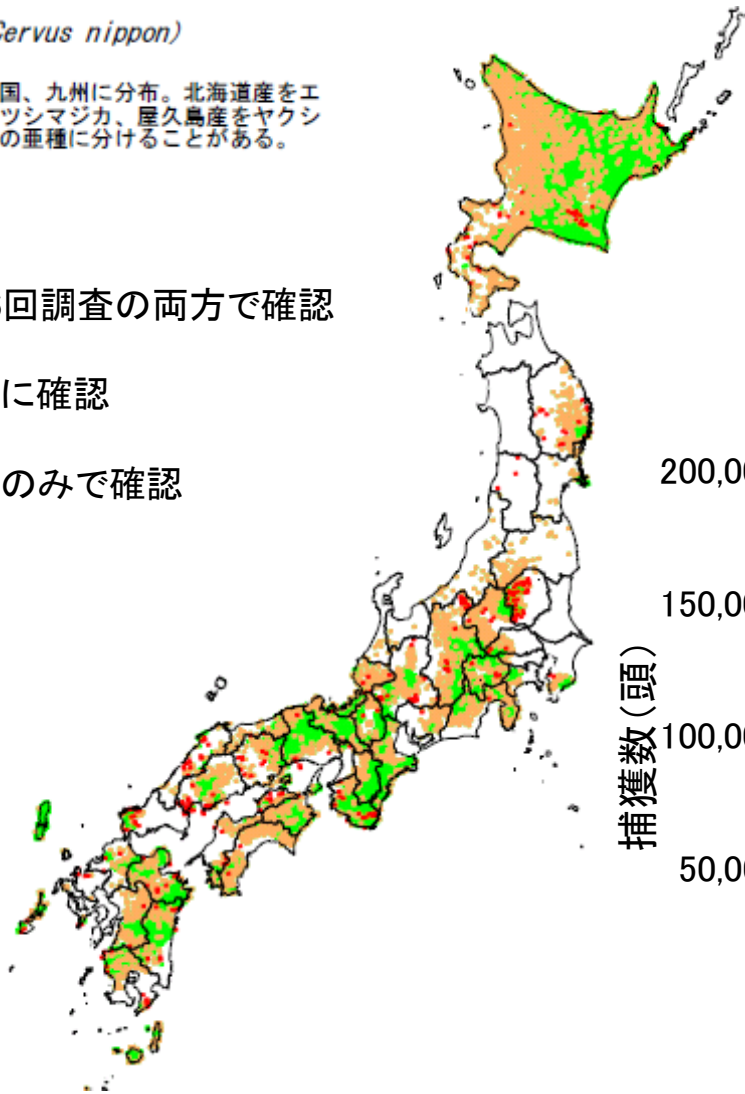 Cervus nippon)
国、九州に分布。北海道産をエ
ツシマジカ、屋久島産をヤクシ
の亜種に分けることがある。
回調査の両方で確認
に確認
のみで確認
200,00
150,00
100,00
50,00
捕獲数(頭)